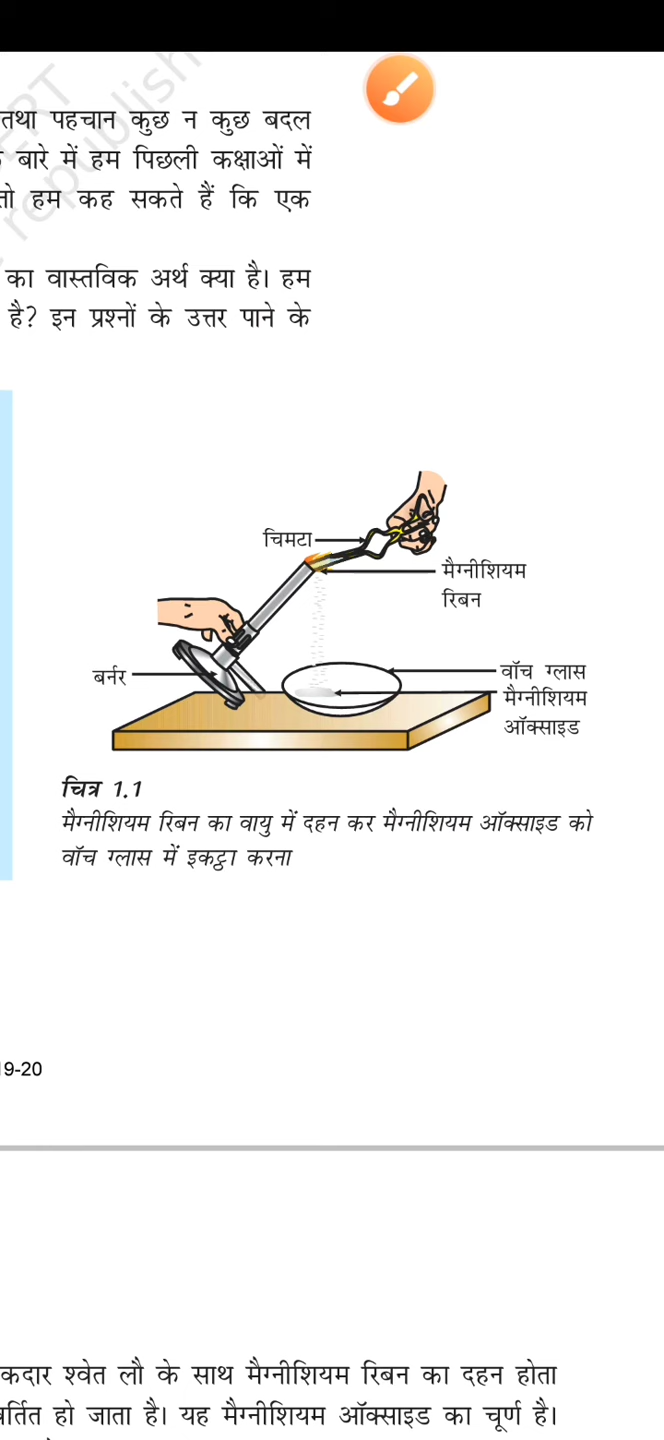 तथा पहचान कुछ न कुछ बदल
बारे में हम पिछली कक्षाओं में
तो हम कह सकते हैं कि एक
का वास्तविक अर्थ क्या है। हम
है? इन प्रश्नों के उत्तर पाने के
चिमटा
मैग्नीशियम
रिबन
बर्नर
वॉच ग्लास
मैग्नीशियम
ऑक्साइड
चित्र 1.1
मैग्नीशियम रिबन का वायु में दहन कर मैग्नीशियम ऑक्साइड को
वॉच ग्लास में इकट्ठा करना
19-20
कदार श्वेत लौ के साथ मैग्नीशियम रिबन का दहन होता
वर्तित हो जाता है। यह मैग्नीशियम ऑक्साइड का चूर्ण है।